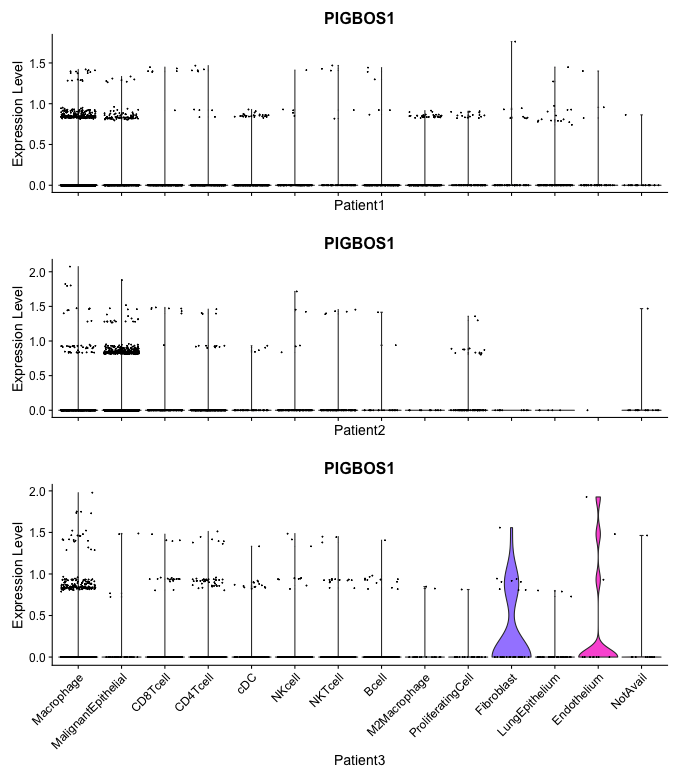 PIGBOS1
Expression Level
1.5
1.0
0.5
0.0
Patient1
PIGBOS1
Expression Level
2.0
1.5
1.0
0.5
0.0
Patient2
PIGBOS1
Expression Level
2.0
1.5
1.0
0.5
0.0
Macrophage
MalignantEpithelial
CD8Tcell
CD4Tcell
cDC
NKcell
NKTcell
Bcell
M2Macrophage
ProliferatingCell
Fibroblast
LungEpithelium
Endothelium
NotAvail
Patient3